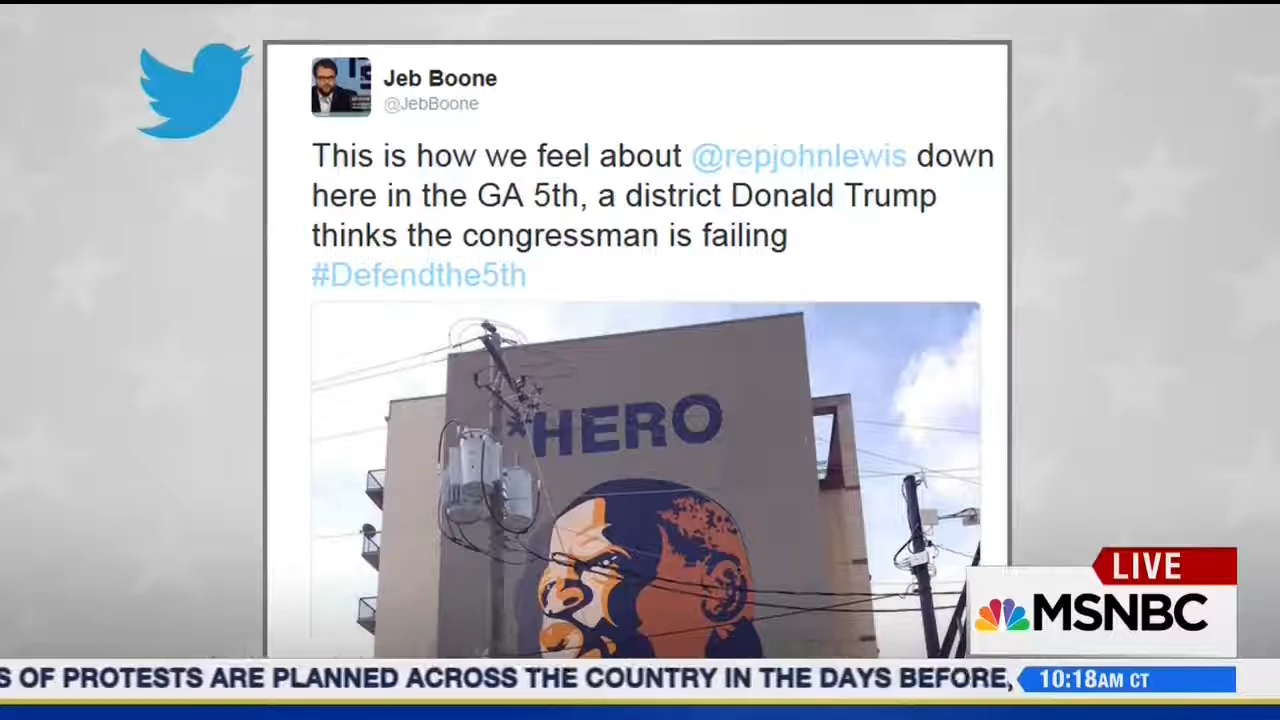 Jeb Boone
@JebBoone
This is how we feel about @repjohnlewis down
here in the GA 5th, a district Donald Trump
thinks the congressman is failing
#Defendthe5th
*HERO
LIVE
MSNBC
S OF PROTESTS ARE PLANNED ACROSS THE COUNTRY IN THE DAYS BEFORE,
10:18AM CT